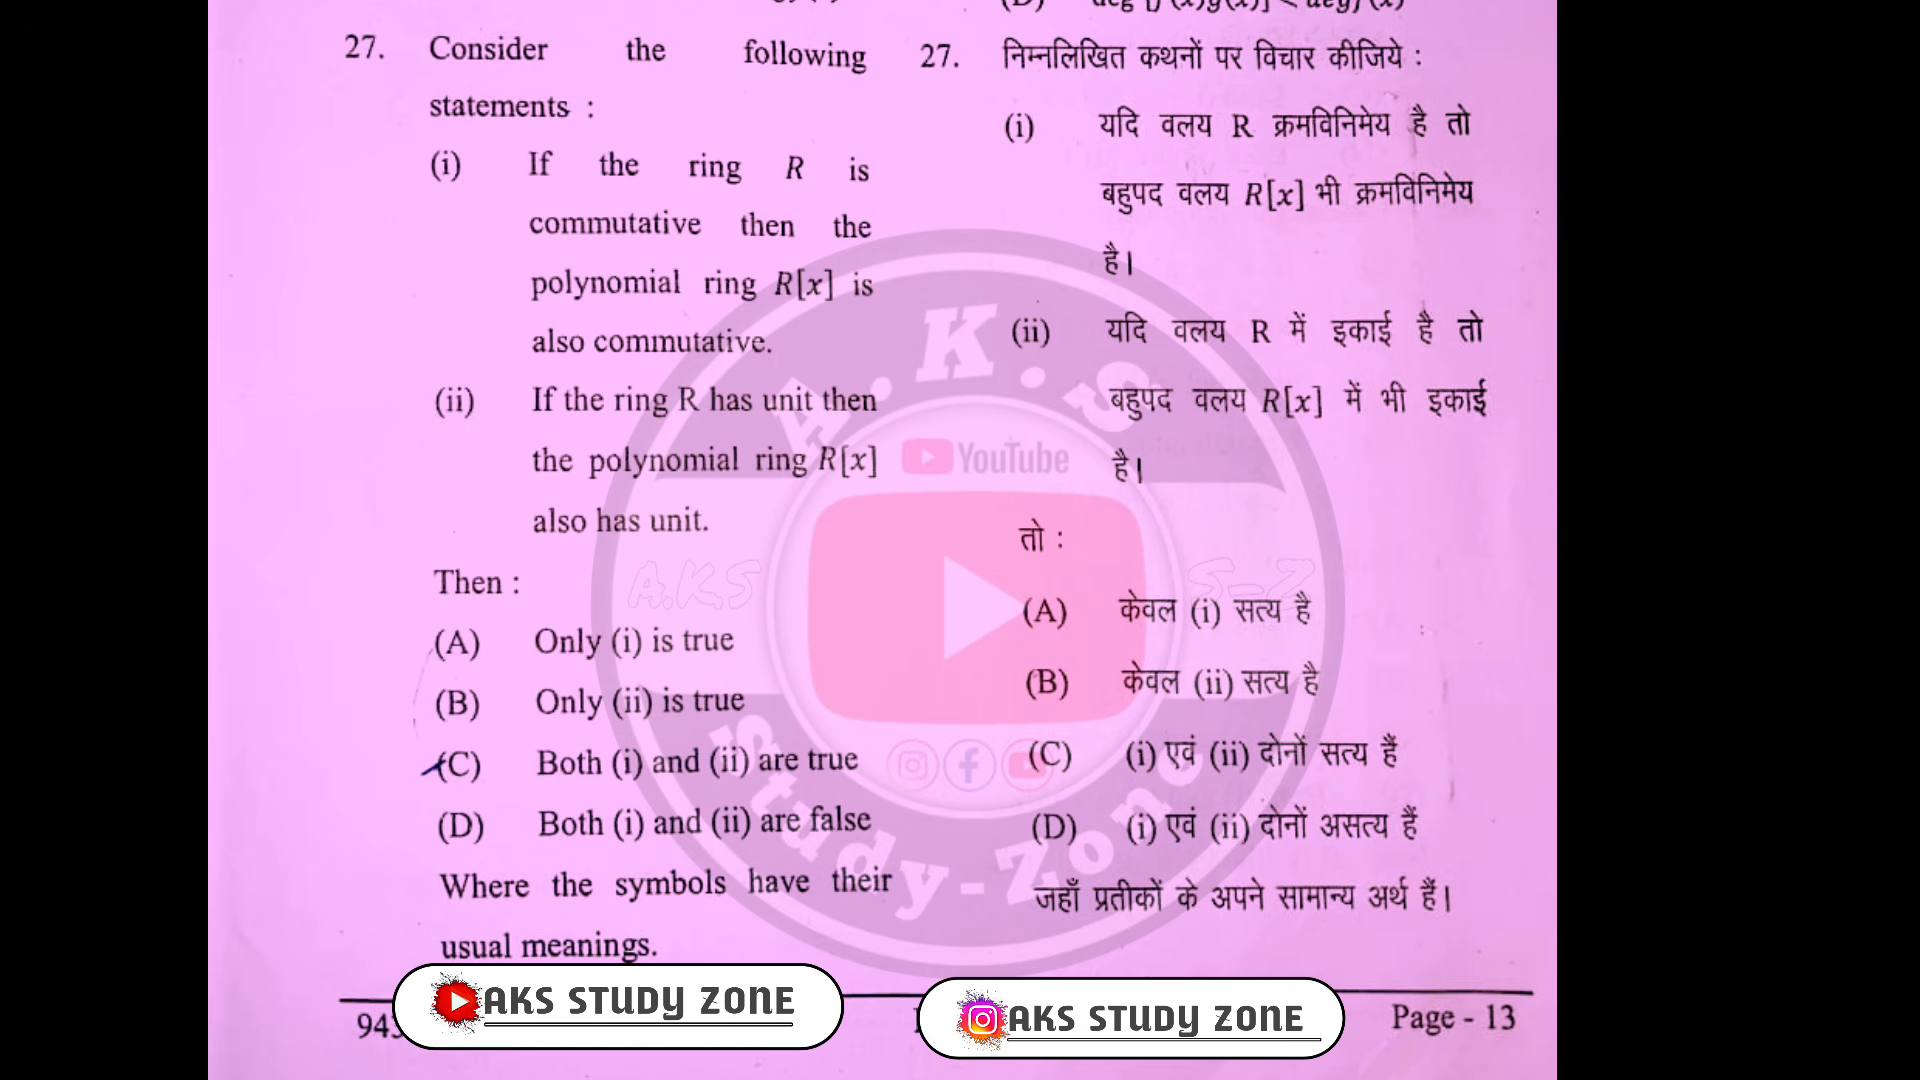 27. Consider the following
statements :
(i) If the ring R is
commutative then the
polynomial ring R[x] is
also commutative.
(ii) If the ring R has unit then
the polynomial ring R[x]
also has unit.
Then :
(A) Only (i) is true
(B) Only (ii) is true
(C) Both (i) and (ii) are true
(D) Both (i) and (ii) are false
Where the symbols have their
usual meanings.
27. निम्नलिखित कथनों पर विचार कीजिये :
(i) यदि वलय R क्रमविनिमेय है तो
बहुपद वलय R[x] भी क्रमविनिमेय
है।
(ii) यदि वलय R में इकाई है तो
बहुपद वलय R[x] में भी इकाई
है।
तो :
(A) केवल (i) सत्य है
(B) केवल (ii) सत्य है
(C) (i) एवं (ii) दोनों सत्य हैं
(D) (i) एवं (ii) दोनों असत्य हैं
जहाँ प्रतीकों के अपने सामान्य अर्थ हैं।
A.K.S
YouTube
A.K.S S-Z
Study-Zone
AKS STUDY ZONE
AKS STUDY ZONE
Page - 13